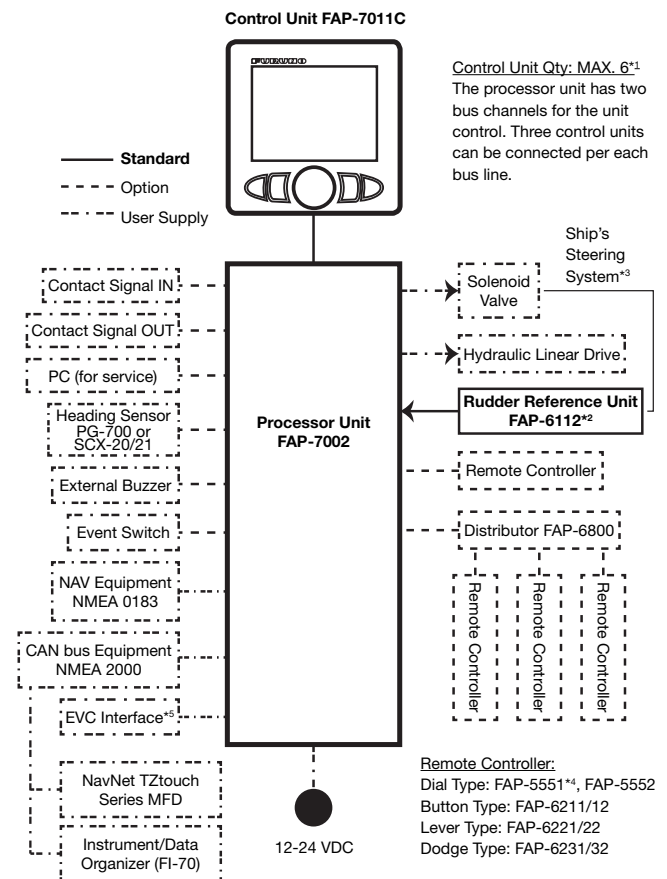 Control Unit FAP-7011C
FURUNO
Control Unit Qty: MAX. 6*1
The processor unit has two
bus channels for the unit
control. Three control units
can be connected per each
bus line.
Standard
Option
User Supply
Ship's
Steering
System*3
Contact Signal IN
Contact Signal OUT
PC (for service)
Heading Sensor
PG-700 or
SCX-20/21
External Buzzer
Event Switch
NAV Equipment
NMEA 0183
CAN bus Equipment
NMEA 2000
EVC Interface*5
NavNet TZtouch
Series MFD
Instrument/Data
Organizer (FI-70)
Processor Unit
FAP-7002
12-24 VDC
Solenoid
Valve
Hydraulic Linear Drive
Rudder Reference Unit
FAP-6112*2
Remote Controller
Distributor FAP-6800
Remote Controller
Remote Controller
Remote Controller
Remote Controller:
Dial Type: FAP-5551*4, FAP-5552
Button Type: FAP-6211/12
Lever Type: FAP-6221/22
Dodge Type: FAP-6231/32